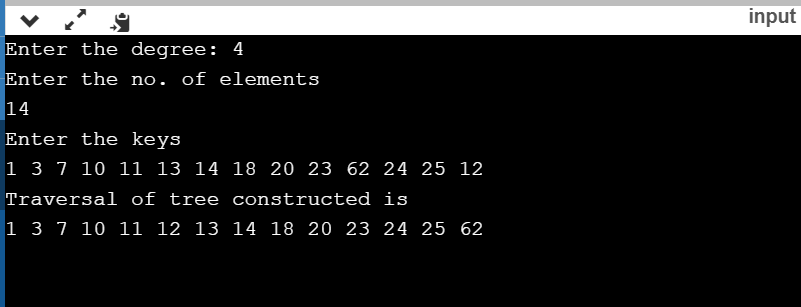 input
Enter the degree: 4
Enter the no. of elements
14
Enter the keys
1 3 7 10 11 13 14 18 20 23 62 24 25 12
Traversal of tree constructed is
1 3 7 10 11 12 13 14 18 20 23 24 25 62